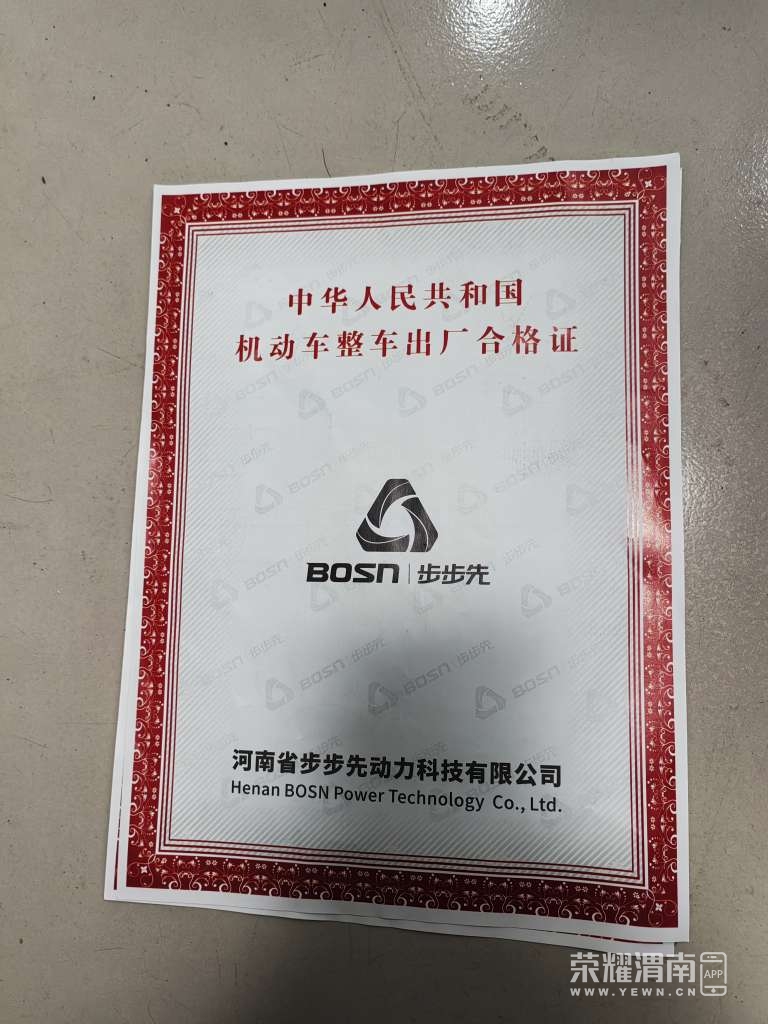 中华人民共和国
机动车整车出厂合格证
BOSN | 步步先
河南省步步先动力科技有限公司
Henan BOSN Power Technology Co., Ltd.
荣耀渭南 APP
WWW.YEWN.CN